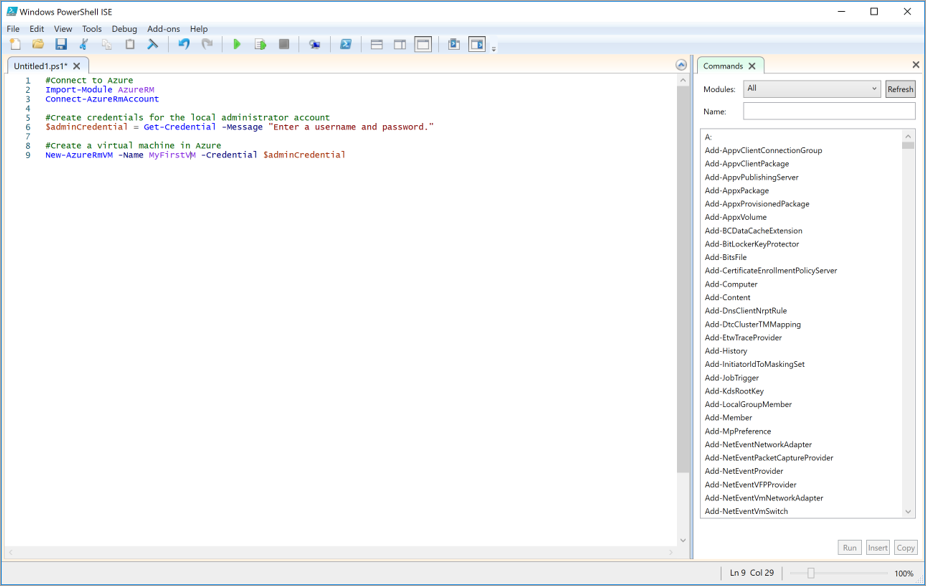 Windows PowerShell ISE
File Edit View Tools Debug Add-ons Help
Untitled1.ps1* X
1 #Connect to Azure
2 Import-Module AzureRM
3 Connect-AzureRmAccount
4
5 #Create credentials for the local administrator account
6 $adminCredential = Get-Credential -Message "Enter a username and password."
7
8 #Create a virtual machine in Azure
9 New-AzureRmVM -Name MyFirstVM -Credential $adminCredential
Commands X
Modules: All Refresh
Name:
A:
Add-AppvClientConnectionGroup
Add-AppvClientPackage
Add-AppvPublishingServer
Add-AppxPackage
Add-AppxProvisionedPackage
Add-AppxVolume
Add-BCDataCacheExtension
Add-BitLockerKeyProtector
Add-BitsFile
Add-CertificateEnrollmentPolicyServer
Add-Computer
Add-Content
Add-DnsClientNrptRule
Add-DtcClusterTMMapping
Add-EtwTraceProvider
Add-History
Add-InitiatorIdToMaskingSet
Add-JobTrigger
Add-KdsRootKey
Add-LocalGroupMember
Add-Member
Add-MpPreference
Add-NetEventNetworkAdapter
Add-NetEventPacketCaptureProvider
Add-NetEventProvider
Add-NetEventVFPProvider
Add-NetEventVmNetworkAdapter
Add-NetEventVmSwitch
Run Insert Copy
Ln 9 Col 29 100%